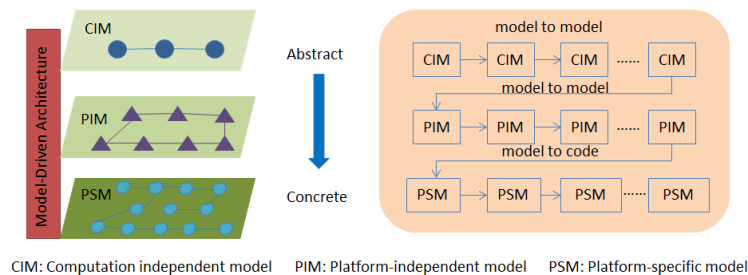 Model-Driven Architecture
CIM
PIM
PSM
Abstract
Concrete
model to model
CIM CIM CIM ...... CIM
model to model
PIM PIM PIM ...... PIM
model to code
PSM PSM PSM ...... PSM
CIM: Computation independent model PIM: Platform-independent model PSM: Platform-specific model